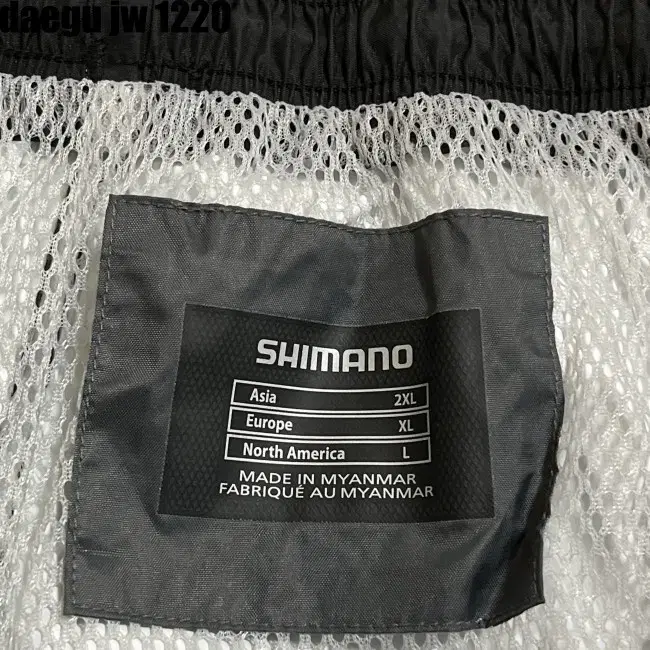 daegu jw 1220
SHIMANO
Asia 2XL
Europe XL
North America L
MADE IN MYANMAR
FABRIQUÉ AU MYANMAR